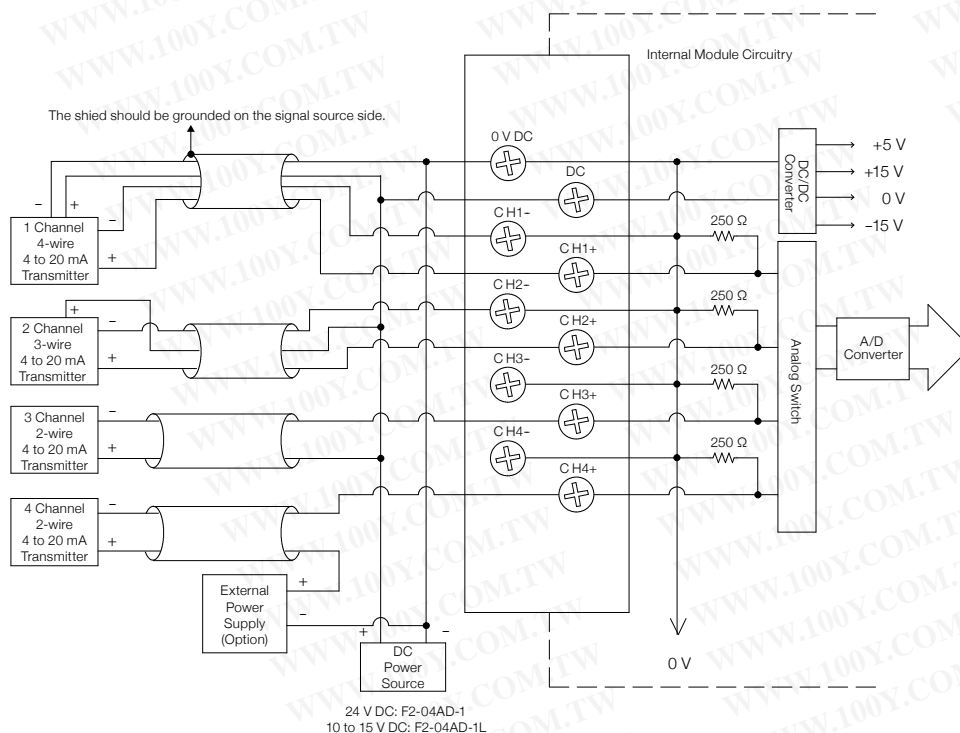 Internal Module Circuitry
The shied should be grounded on the signal source side.
0 V DC
DC
CH1-
CH1+
CH2-
CH2+
CH3-
CH3+
CH4-
CH4+
250 Ω
250 Ω
250 Ω
250 Ω
DC/DC
Converter
+5 V
+15 V
0 V
-15 V
Analog Switch
A/D
Converter
- +
-
+
1 Channel
4-wire
4 to 20 mA
Transmitter
+
-
+
2 Channel
3-wire
4 to 20 mA
Transmitter
-
+
3 Channel
2-wire
4 to 20 mA
Transmitter
-
+
4 Channel
2-wire
4 to 20 mA
Transmitter
+
-
External
Power
Supply
(Option)
+ -
DC
Power
Source
0 V
24 V DC: F2-04AD-1
10 to 15 V DC: F2-04AD-1L
WWW.100Y.COM.TW